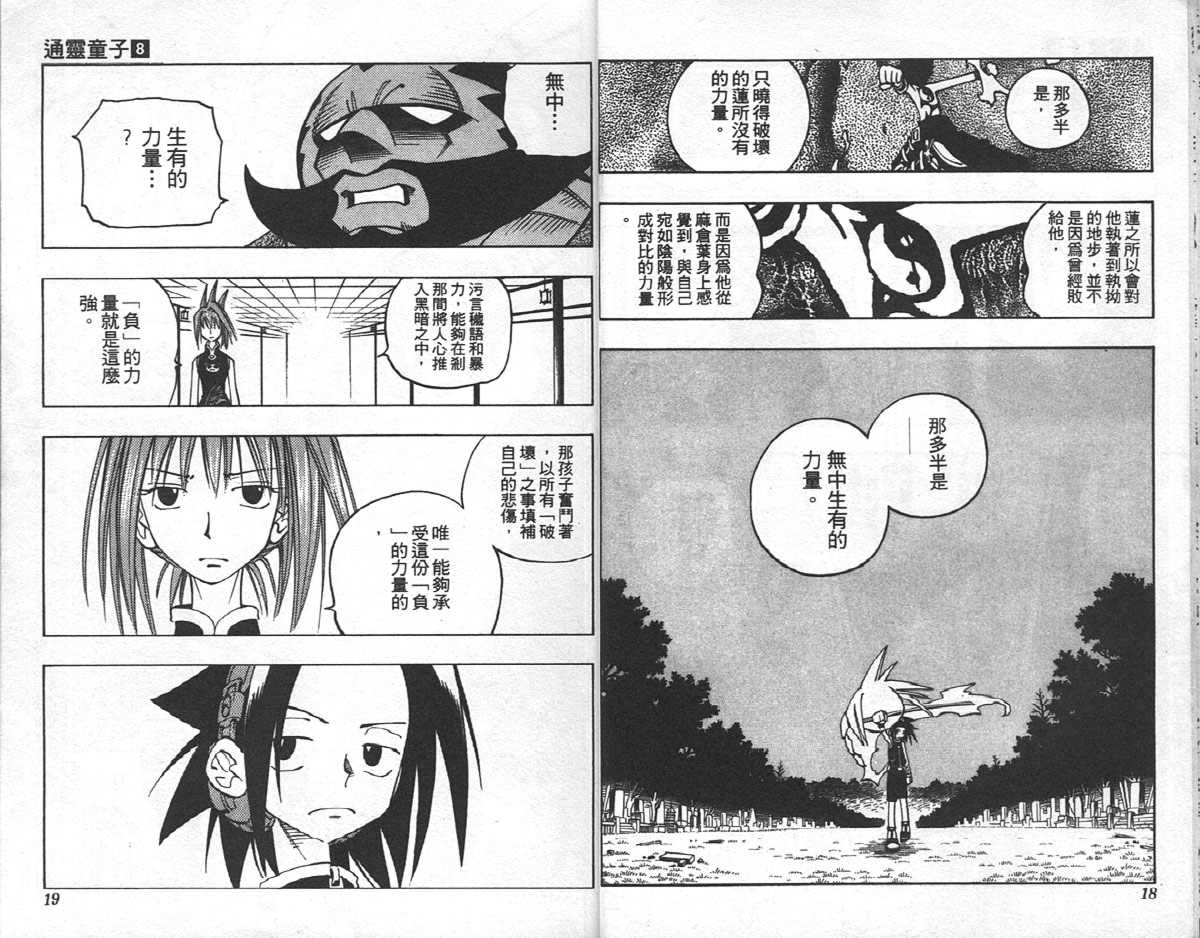 那多半
是，
只曉得破壞
的蓮所沒有
的力量。
蓮之所以會對
他執著到執拗
的地步，並不
是因爲曾經敗
給他，
而是因爲他從
麻倉葉身上感
覺到，與自己
宛如陰陽般形
成對比的力量
。
那多半是
——
無中生有的
力量。
18
通靈童子8
無中…
生有的
力量…
？
污言穢語和暴
力，能夠在剎
那間將人心推
入黑暗之中，
「負」的力
量就是這麼
強。
那孩子奮鬥著
，以所有「破
壞」之事填補
自己的悲傷，
唯一能夠承
受這份「負
」的力量的
，
19